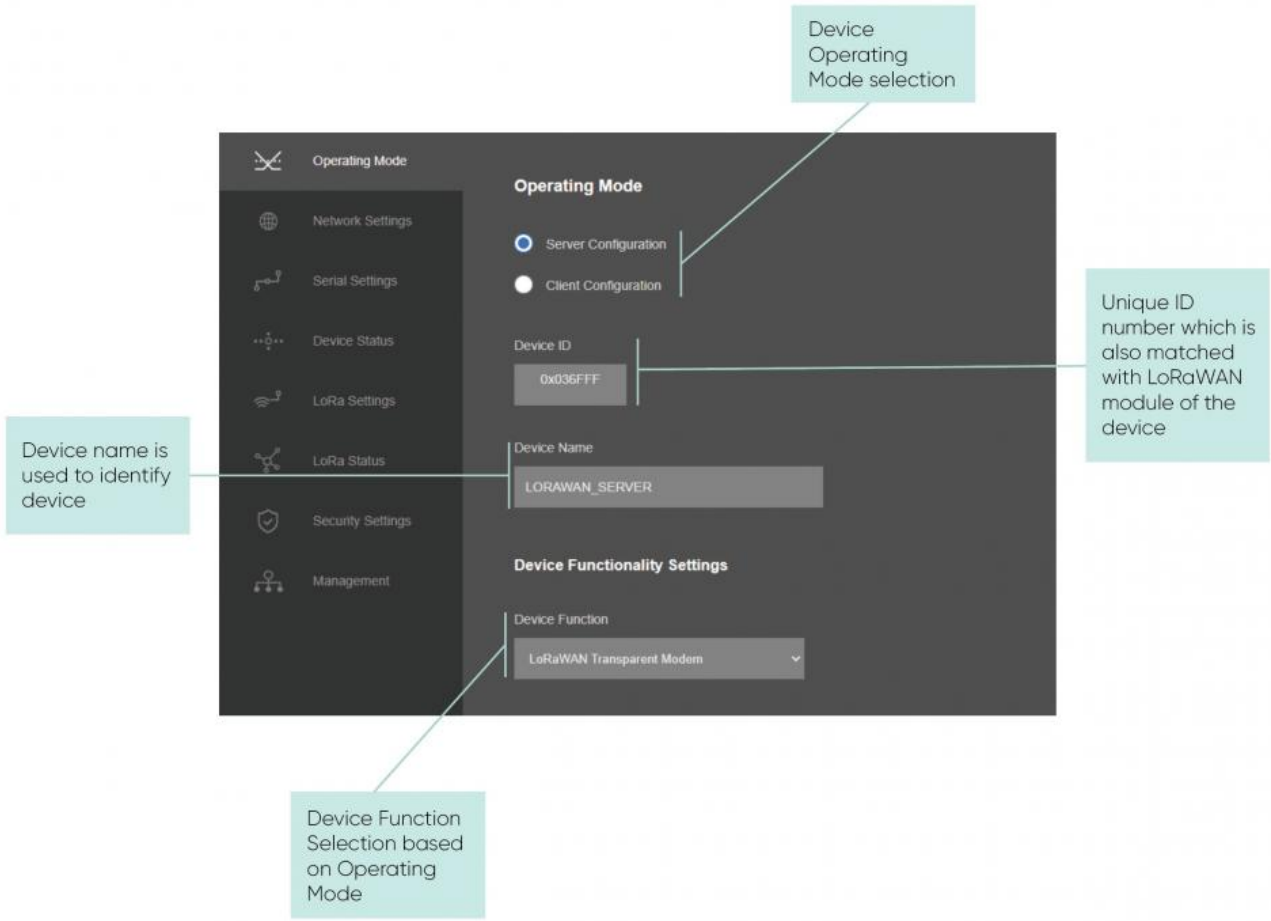 Device
Operating
Mode selection
Operating Mode
Network Settings
Serial Settings
Device Status
LoRa Settings
LoRa Status
Security Settings
Management
Operating Mode
Server Configuration
Client Configuration
Device ID
0x036FFF
Device Name
LORAWAN_SERVER
Device Functionality Settings
Device Function
LoRaWAN Transparent Modem
Unique ID
number which is
also matched
with LoRaWAN
module of the
device
Device name is
used to identify
device
Device Function
Selection based
on Operating
Mode